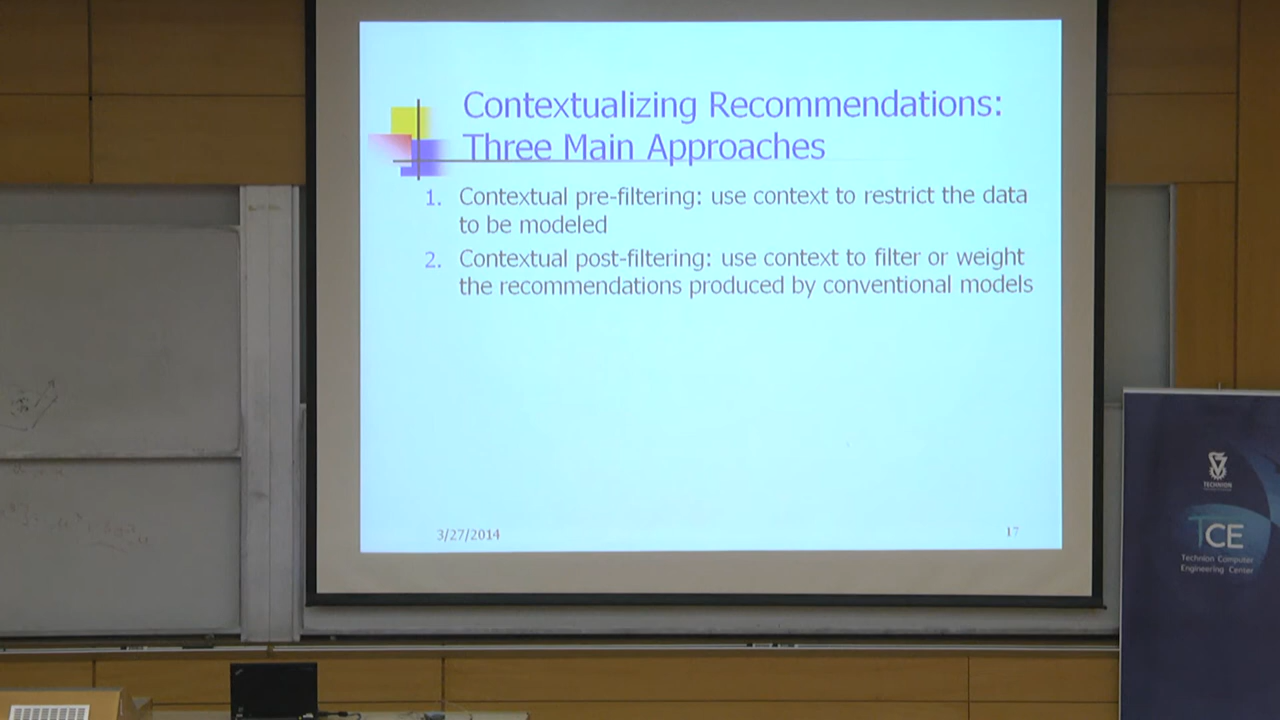 Contextualizing Recommendations:
Three Main Approaches
1. Contextual pre-filtering: use context to restrict the data
to be modeled
2. Contextual post-filtering: use context to filter or weight
the recommendations produced by conventional models
3/27/2014
17
TECHNION
TCE
Technion Computer
Engineering Center